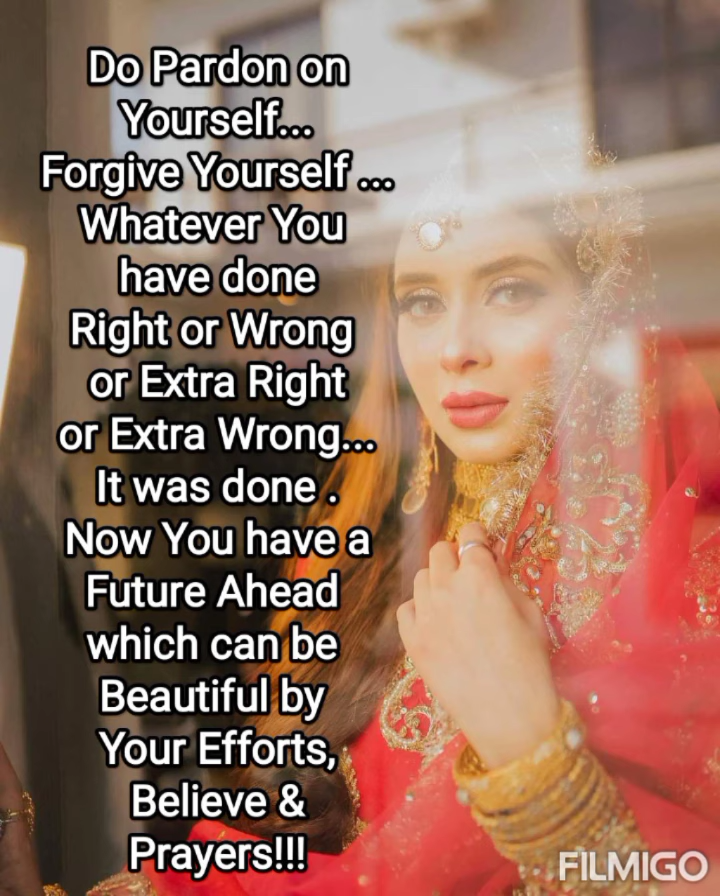 Do Pardon on
Yourself...
Forgive Yourself ...
Whatever You
have done
Right or Wrong
or Extra Right
or Extra Wrong...
It was done .
Now You have a
Future Ahead
which can be
Beautiful by
Your Efforts,
Believe &
Prayers!!!
FILMIGO